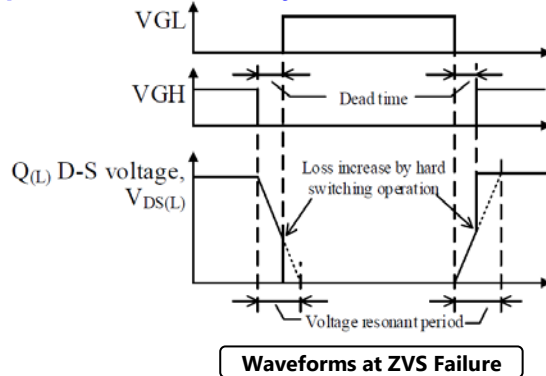 VGL
VGH
Dead time
Q(L) D-S voltage,
VDS(L)
Loss increase by hard
switching operation
Voltage resonant period
Waveforms at ZVS Failure